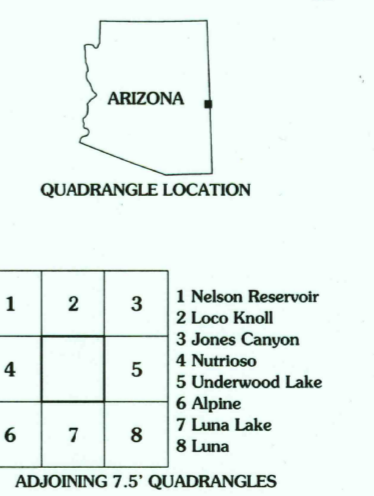 ARIZONA
QUADRANGLE LOCATION
1 2 3
4 5
6 7 8
1 Nelson Reservoir
2 Loco Knoll
3 Jones Canyon
4 Nutrioso
5 Underwood Lake
6 Alpine
7 Luna Lake
8 Luna
ADJOINING 7.5' QUADRANGLES